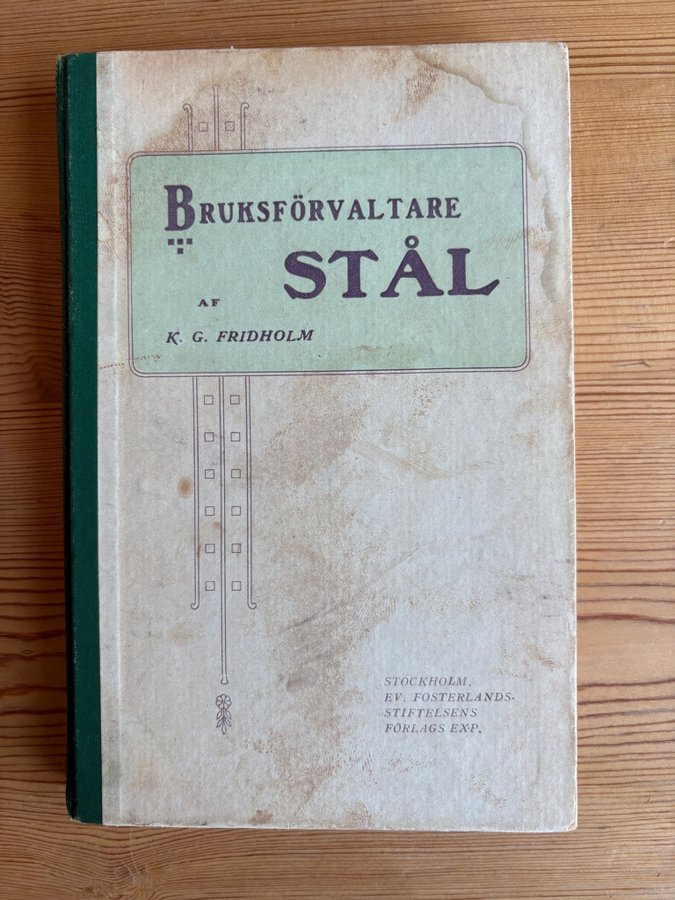 BRUKSFÖRVALTARE
STÅL
AF
K. G. FRIDHOLM
STOCKHOLM,
EV. FOSTERLANDS-
STIFTELSENS
FÖRLAGS EXP.